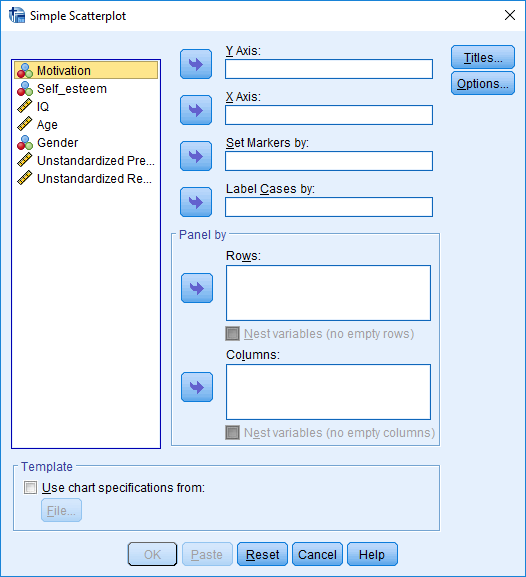 Simple Scatterplot
Motivation
Self_esteem
IQ
Age
Gender
Unstandardized Pre...
Unstandardized Re...
Y Axis:
X Axis:
Set Markers by:
Label Cases by:
Titles...
Options...
Panel by
Rows:
Nest variables (no empty rows)
Columns:
Nest variables (no empty columns)
Template
Use chart specifications from:
File...
OK Paste Reset Cancel Help